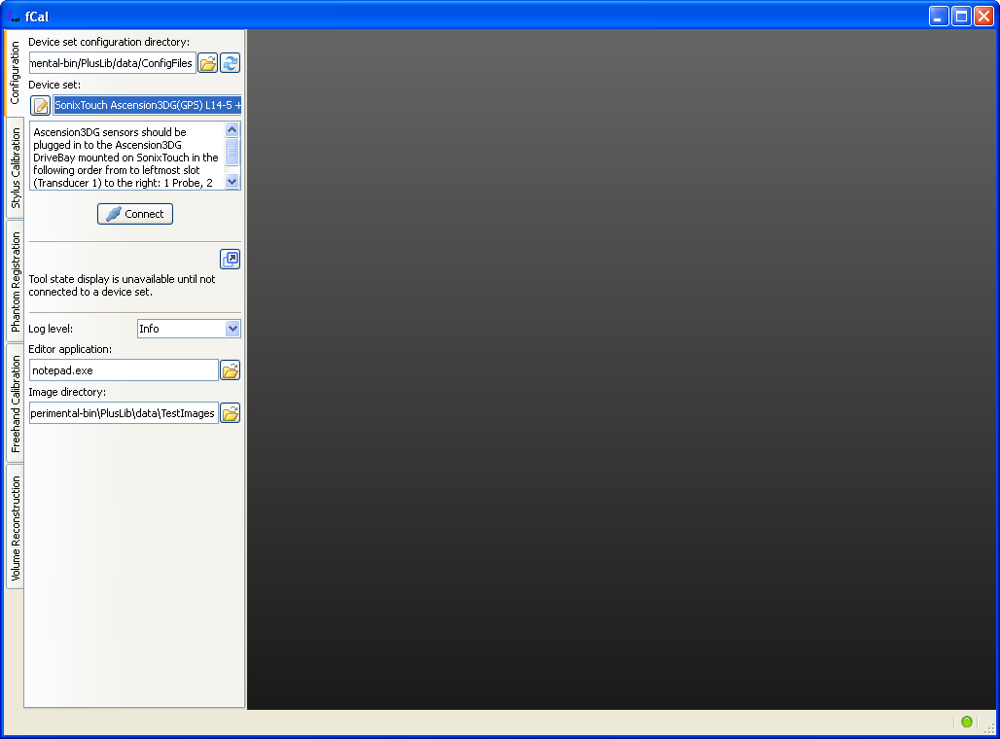 fCal
Configuration
Stylus Calibration
Phantom Registration
Freehand Calibration
Volume Reconstruction
Device set configuration directory:
mental-bin/PlusLib/data/ConfigFiles
Device set:
SonixTouch Ascension3DG(GPS) L14-5 +
Ascension3DG sensors should be
plugged in to the Ascension3DG
DriveBay mounted on SonixTouch in the
following order from to leftmost slot
(Transducer 1) to the right: 1 Probe, 2
Connect
Tool state display is unavailable until not
connected to a device set.
Log level:
Info
Editor application:
notepad.exe
Image directory:
perimental-bin\PlusLib\data\TestImages